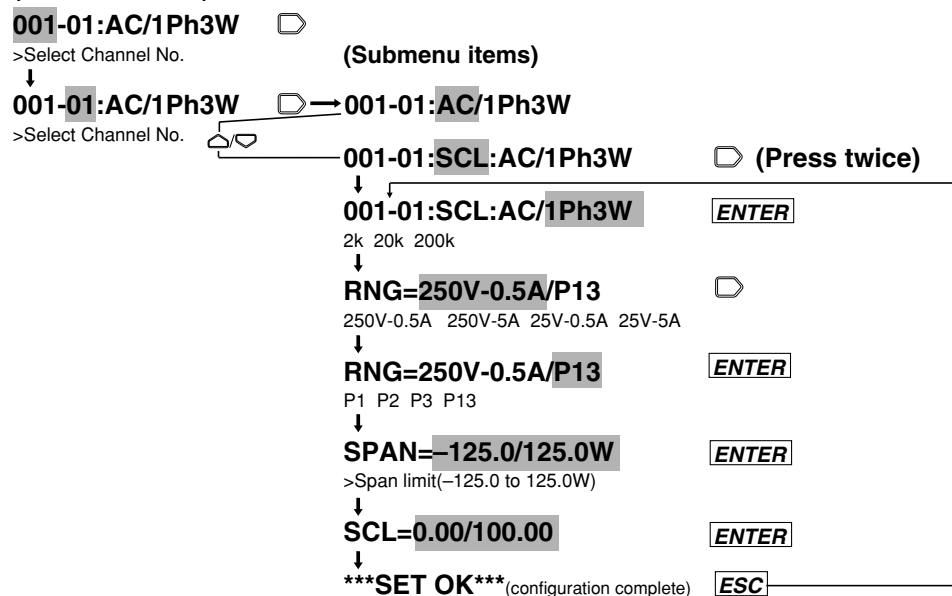 001-01:AC/1Ph3W
>Select Channel No.
(Submenu items)
001-01:AC/1Ph3W
001-01:AC/1Ph3W
>Select Channel No.
001-01:SCL:AC/1Ph3W (Press twice)
001-01:SCL:AC/1Ph3W ENTER
2k 20k 200k
RNG=250V-0.5A/P13
250V-0.5A 250V-5A 25V-0.5A 25V-5A
RNG=250V-0.5A/P13 ENTER
P1 P2 P3 P13
SPAN=–125.0/125.0W ENTER
>Span limit(–125.0 to 125.0W)
SCL=0.00/100.00 ENTER
***SET OK***(configuration complete) ESC